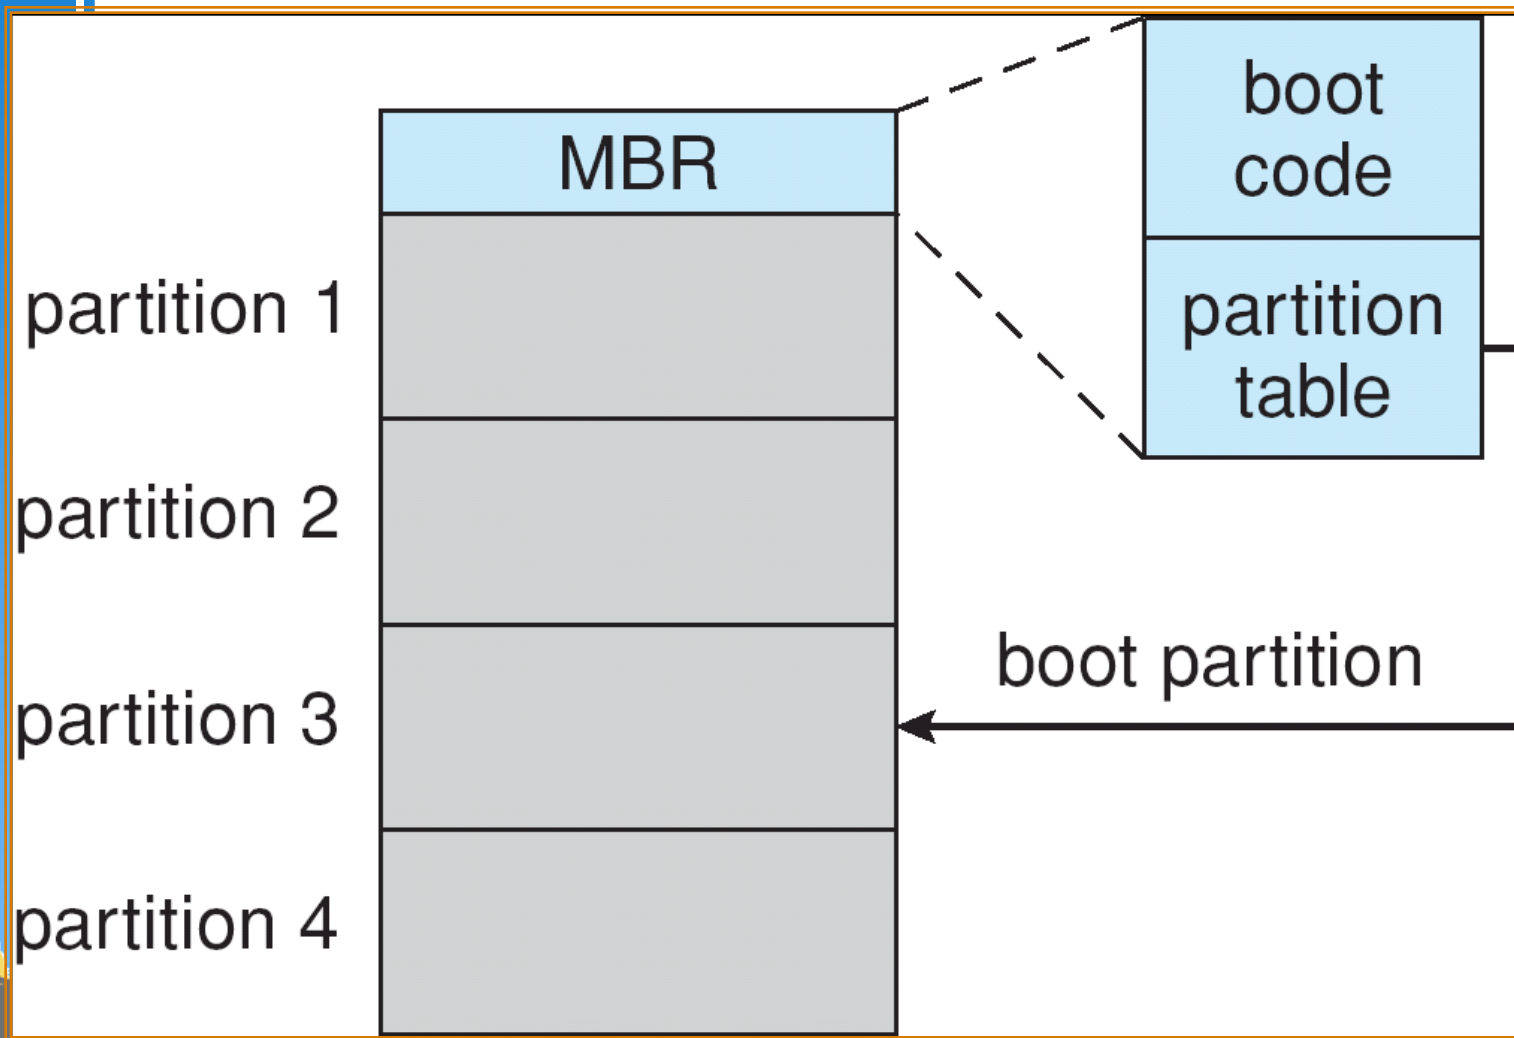 MBR
boot
code
partition
table
partition 1
partition 2
boot partition
partition 3
partition 4